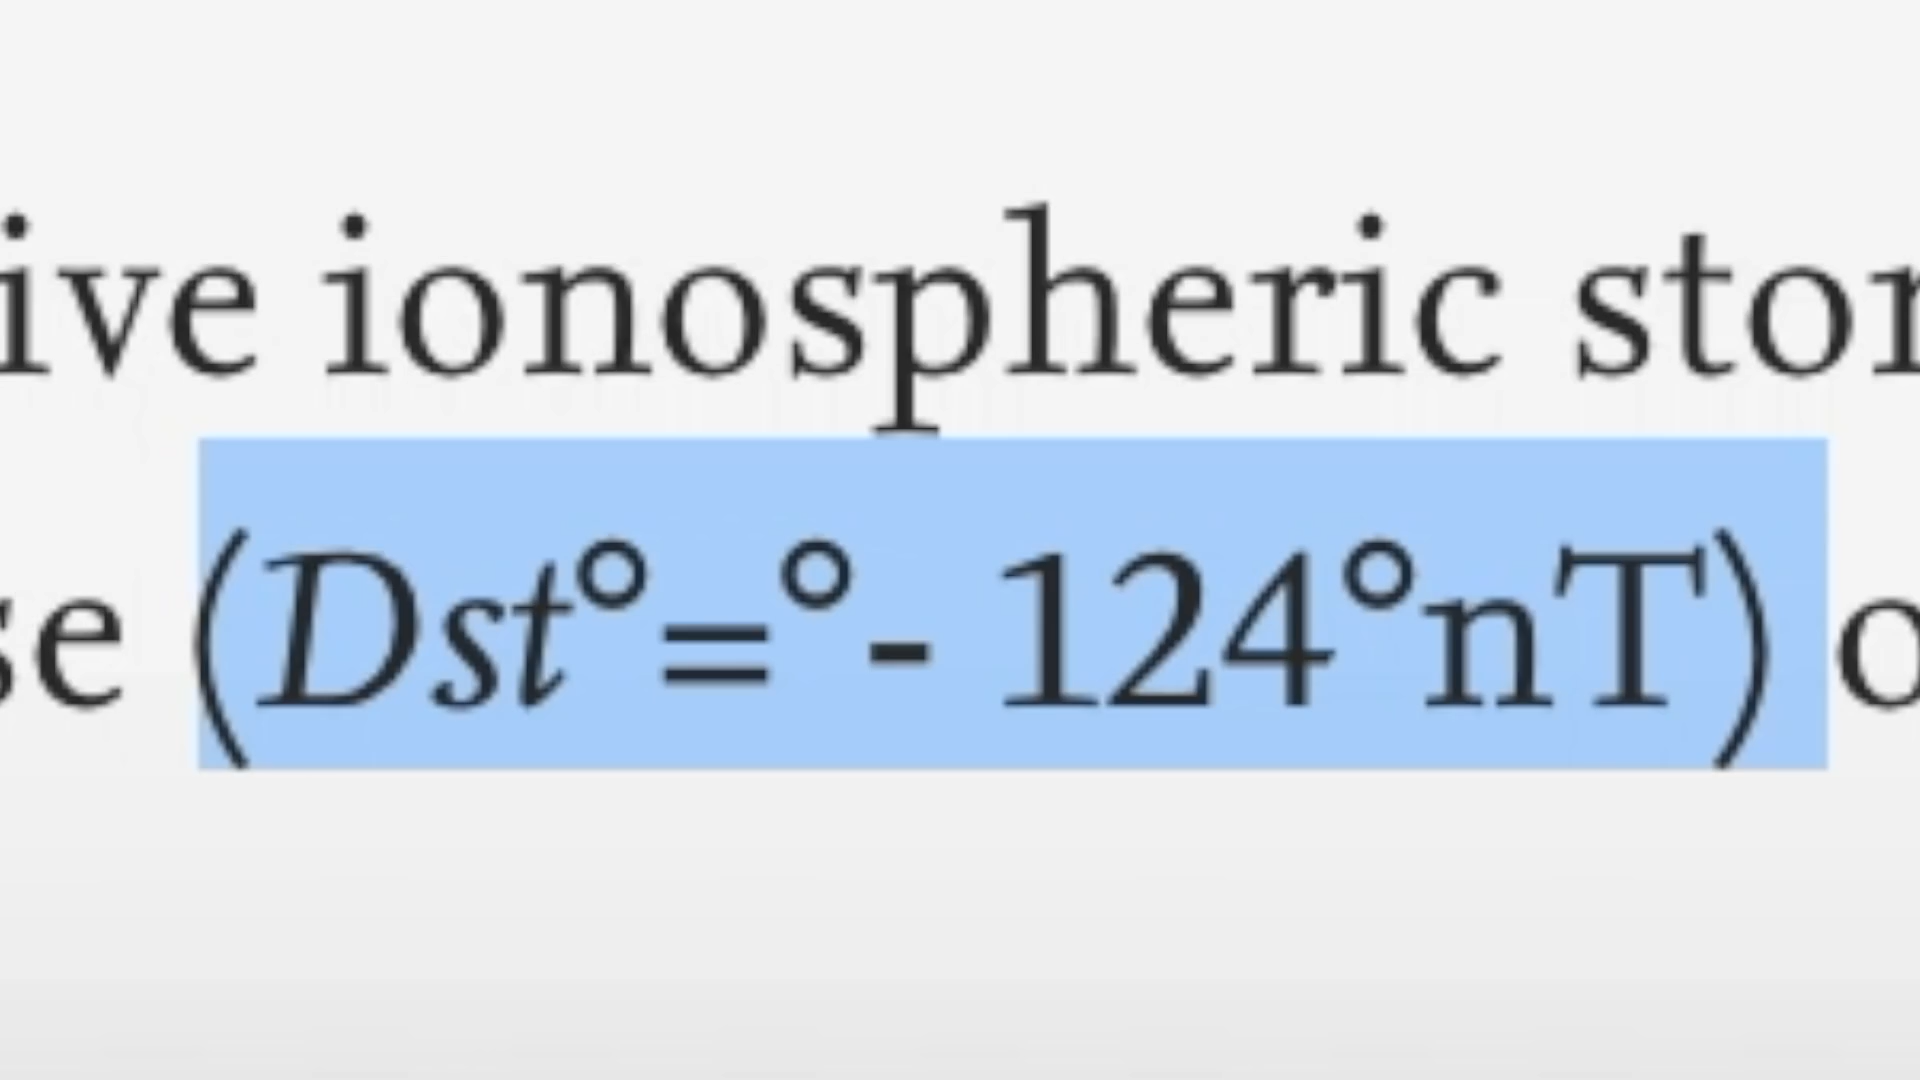 ive ionospheric stor
se (Dst°=°- 124°nT) o